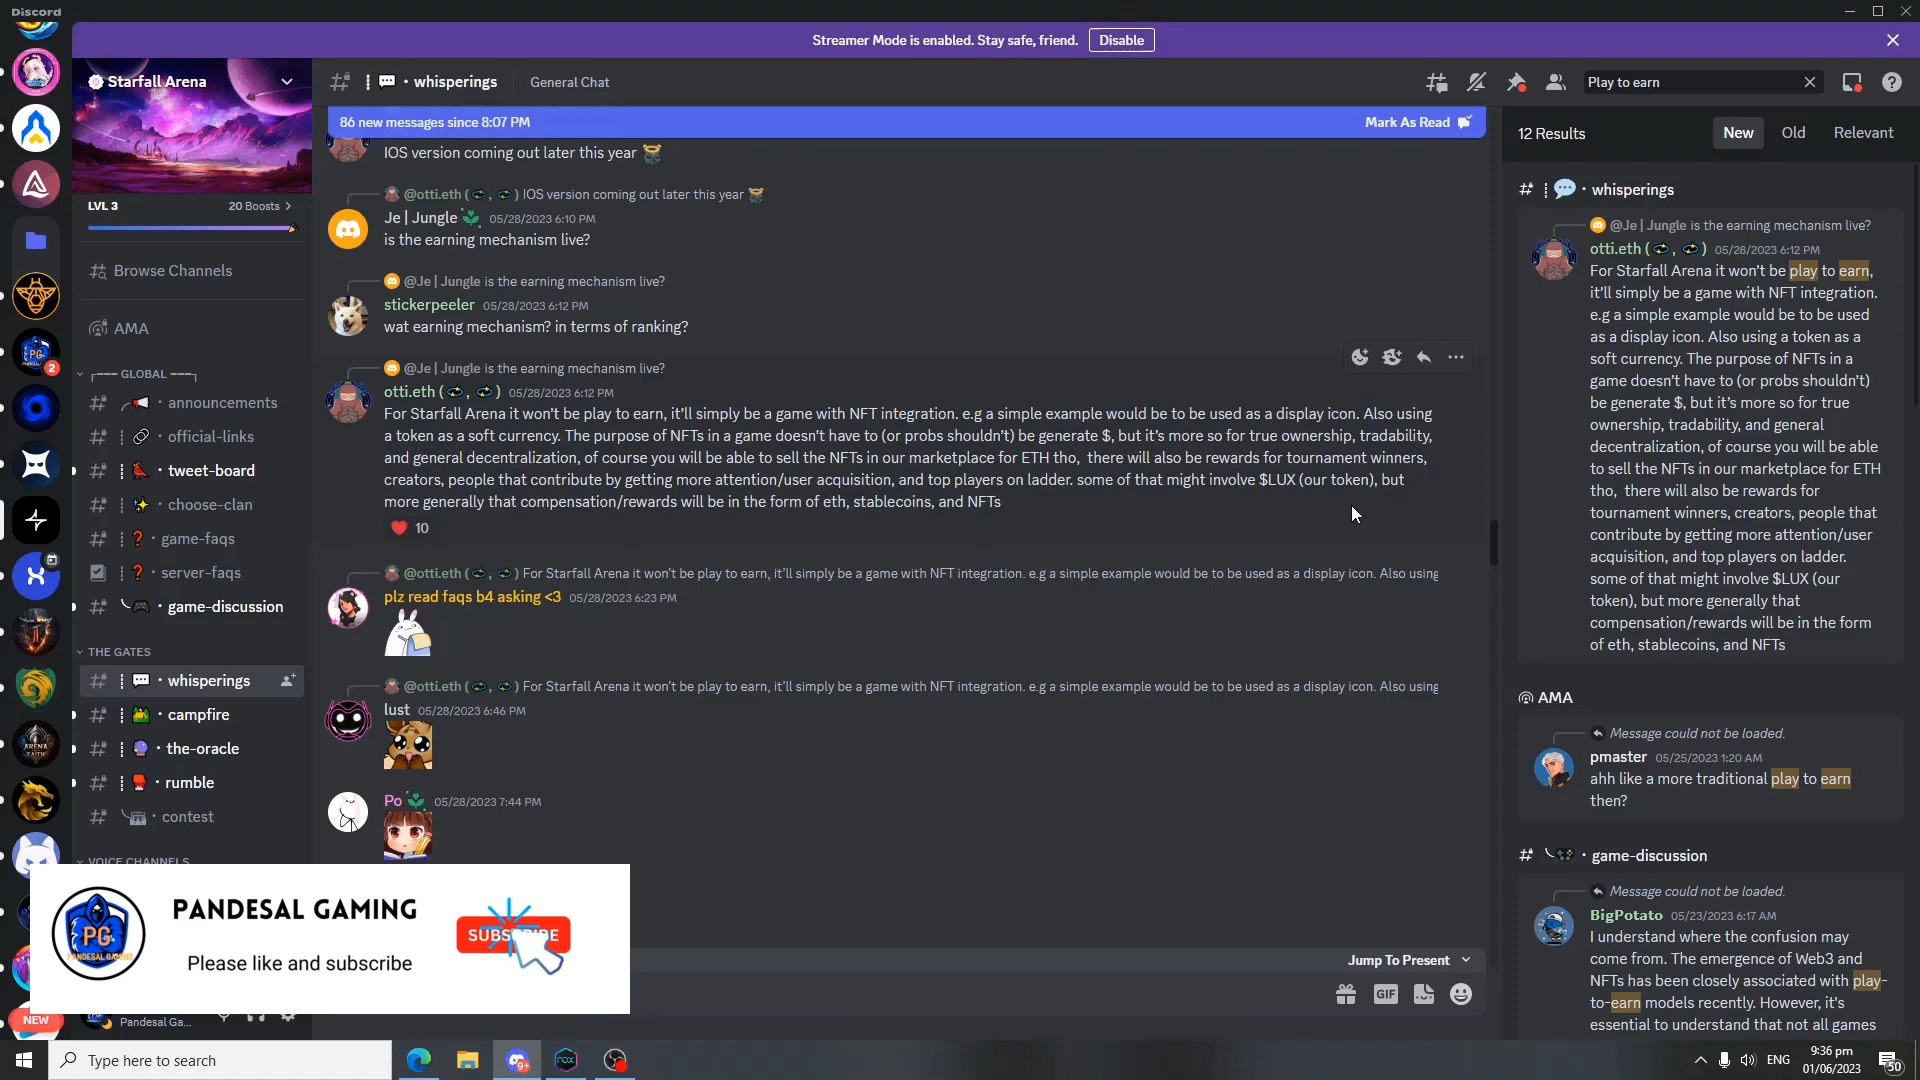 Discord
Streamer Mode is enabled. Stay safe, friend.
Disable
Starfall Arena
whisperings
General Chat
Play to earn
LVL 3
20 Boosts
Browse Channels
AMA
GLOBAL
announcements
official-links
tweet-board
choose-clan
game-faqs
server-faqs
game-discussion
THE GATES
whisperings
campfire
the-oracle
rumble
contest
VOICE CHANNELS
2
NEW
Pandesal Ga...
86 new messages since 8:07 PM
Mark As Read
IOS version coming out later this year
@otti.eth ( , ) IOS version coming out later this year
Je | Jungle 05/28/2023 6:10 PM
is the earning mechanism live?
@Je | Jungle is the earning mechanism live?
stickerpeeler 05/28/2023 6:12 PM
wat earning mechanism? in terms of ranking?
@Je | Jungle is the earning mechanism live?
otti.eth ( , ) 05/28/2023 6:12 PM
For Starfall Arena it won't be play to earn, it'll simply be a game with NFT integration. e.g a simple example would be to be used as a display icon. Also using
a token as a soft currency. The purpose of NFTs in a game doesn't have to (or probs shouldn't) be generate $, but it's more so for true ownership, tradability,
and general decentralization, of course you will be able to sell the NFTs in our marketplace for ETH tho, there will also be rewards for tournament winners,
creators, people that contribute by getting more attention/user acquisition, and top players on ladder. some of that might involve $LUX (our token), but
more generally that compensation/rewards will be in the form of eth, stablecoins, and NFTs
10
@otti.eth ( , ) For Starfall Arena it won't be play to earn, it'll simply be a game with NFT integration. e.g a simple example would be to be used as a display icon. Also using
plz read faqs b4 asking <3 05/28/2023 6:23 PM
@otti.eth ( , ) For Starfall Arena it won't be play to earn, it'll simply be a game with NFT integration. e.g a simple example would be to be used as a display icon. Also using
lust 05/28/2023 6:46 PM
Po 05/28/2023 7:44 PM
Jump To Present
GIF
12 Results
New
Old
Relevant
whisperings
@Je | Jungle is the earning mechanism live?
otti.eth ( , ) 05/28/2023 6:12 PM
For Starfall Arena it won't be play to earn,
it'll simply be a game with NFT integration.
e.g a simple example would be to be used
as a display icon. Also using a token as a
soft currency. The purpose of NFTs in a
game doesn't have to (or probs shouldn't)
be generate $, but it's more so for true
ownership, tradability, and general
decentralization, of course you will be able
to sell the NFTs in our marketplace for ETH
tho, there will also be rewards for
tournament winners, creators, people that
contribute by getting more attention/user
acquisition, and top players on ladder.
some of that might involve $LUX (our
token), but more generally that
compensation/rewards will be in the form
of eth, stablecoins, and NFTs
AMA
Message could not be loaded.
pmaster 05/25/2023 1:20 AM
ahh like a more traditional play to earn
then?
game-discussion
Message could not be loaded.
BigPotato 05/23/2023 6:17 AM
I understand where the confusion may
come from. The emergence of Web3 and
NFTs has been closely associated with play-
to-earn models recently. However, it's
essential to understand that not all games
PG
PANDESAL GAMING
PANDESAL GAMING
Please like and subscribe
SUBSCRIBE
Type here to search
9+
nox
ENG
9:36 pm
01/06/2023
50